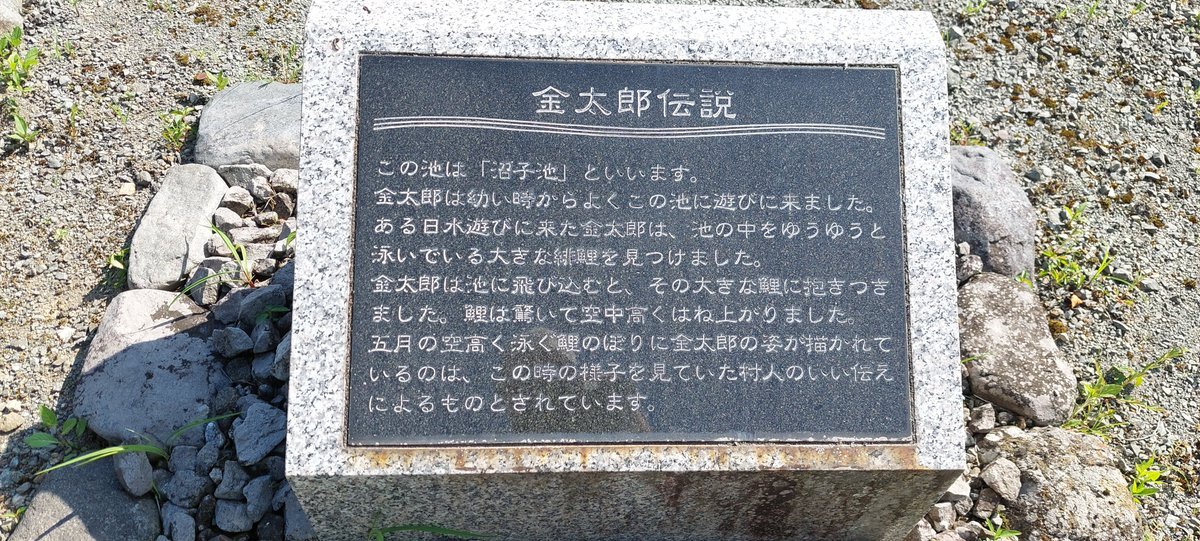 金太郎伝説
この池は「沼子池」といいます。
金太郎は幼い時からよくこの池に遊びに来ました。
ある日水遊びに来た金太郎は、池の中をゆうゆうと
泳いでいる大きな緋鯉を見つけました。
金太郎は池に飛び込むと、その大きな鯉に抱きつき
ました。鯉は驚いて空中高くはね上がりました。
五月の空高く泳ぐ鯉のぼりに金太郎の姿が描かれて
いるのは、この時の様子を見ていた村人のいい伝え
によるものとされています。